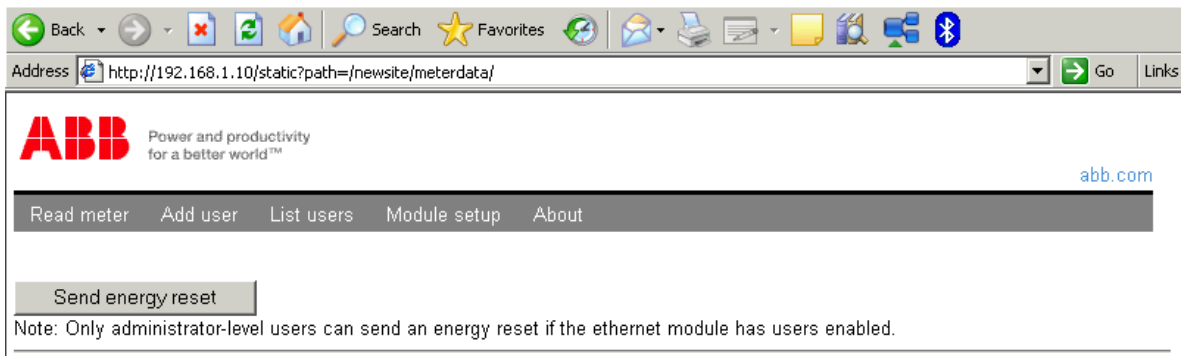 Back Search Favorites
Address http://192.168.1.10/static?path=/newsite/meterdata/ Go Links
ABB Power and productivity
for a better world™
abb.com
Read meter Add user List users Module setup About
Send energy reset
Note: Only administrator-level users can send an energy reset if the ethernet module has users enabled.